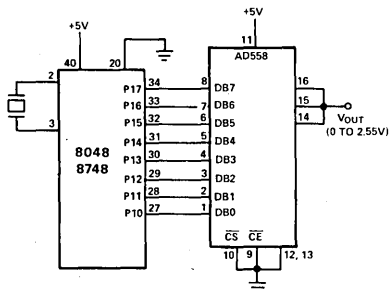 +5V
+5V
40
20
11
AD558
2
3
8048
8748
P17 34 8 DB7 16
P16 33 7 DB6
P15 32 6 DB5 15
P14 31 5 DB4 14
P13 30 4 DB3
P12 29 3 DB2
P11 28 2 DB1
P10 27 1 DB0
VOUT
(0 TO 2.55V)
CS CE
10 9 12, 13